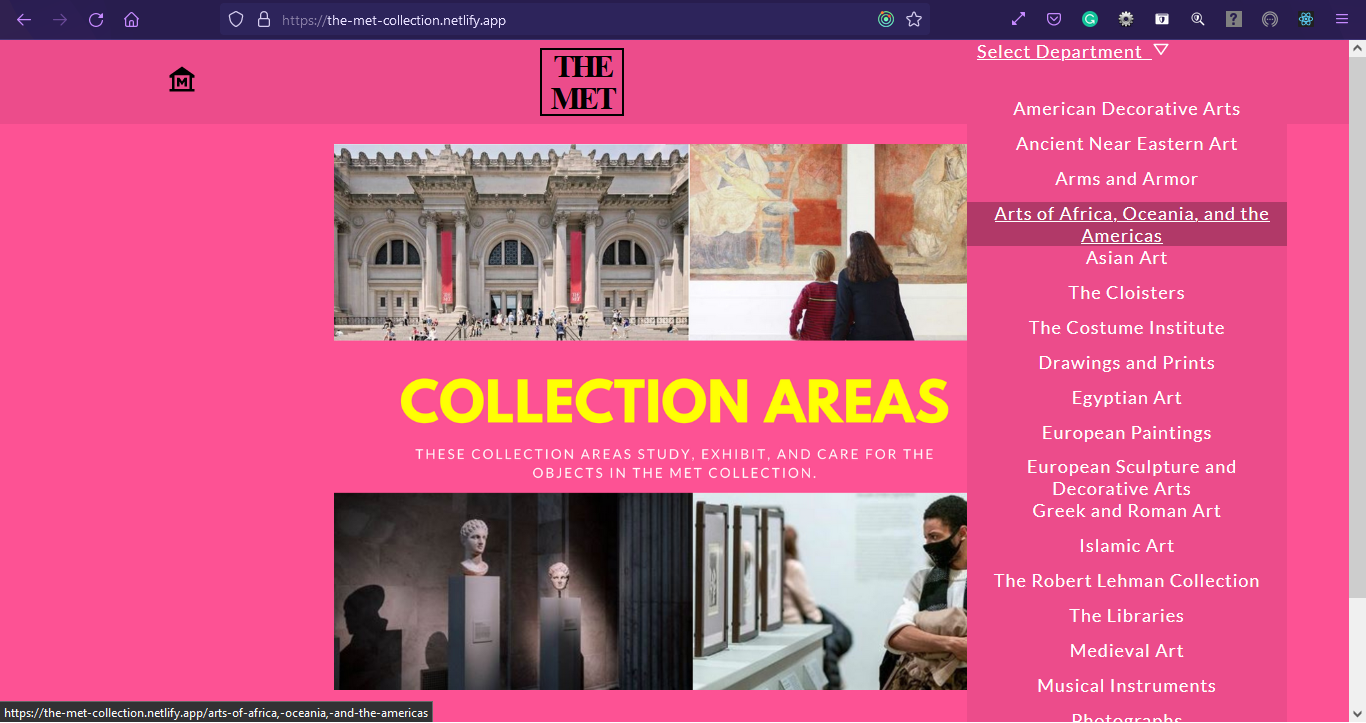 https://the-met-collection.netlify.app
THE
MET
Select Department
American Decorative Arts
Ancient Near Eastern Art
Arms and Armor
Arts of Africa, Oceania, and the
Americas
Asian Art
The Cloisters
The Costume Institute
Drawings and Prints
Egyptian Art
European Paintings
European Sculpture and
Decorative Arts
Greek and Roman Art
Islamic Art
The Robert Lehman Collection
The Libraries
Medieval Art
Musical Instruments
Photographs
COLLECTION AREAS
THESE COLLECTION AREAS STUDY, EXHIBIT, AND CARE FOR THE
OBJECTS IN THE MET COLLECTION.
https://the-met-collection.netlify.app/arts-of-africa,-oceania,-and-the-americas